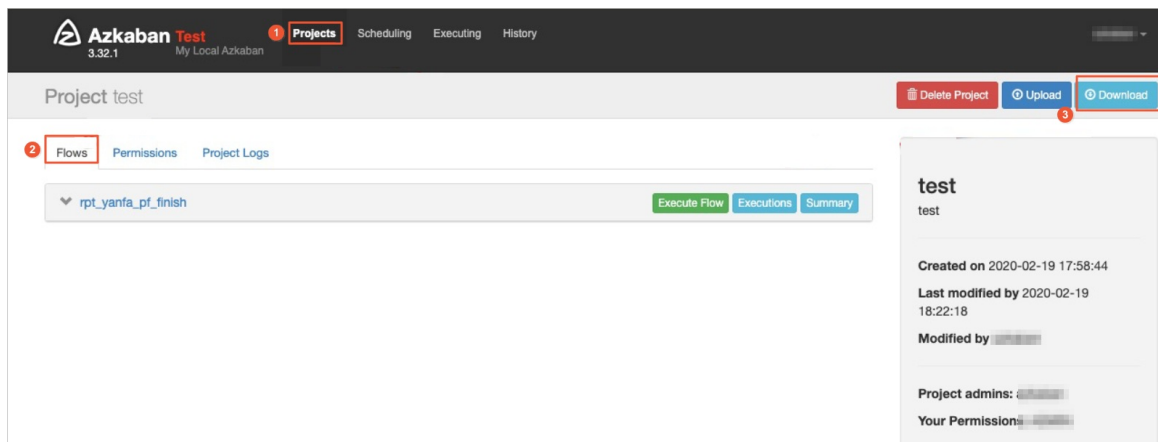 Azkaban Test
3.32.1 My Local Azkaban
1 Projects Scheduling Executing History
Project test
Delete Project Upload Download
3
2 Flows Permissions Project Logs
rpt_yanfa_pf_finish Execute Flow Executions Summary
test
test
Created on 2020-02-19 17:58:44
Last modified by 2020-02-19
18:22:18
Modified by
Project admins:
Your Permissions